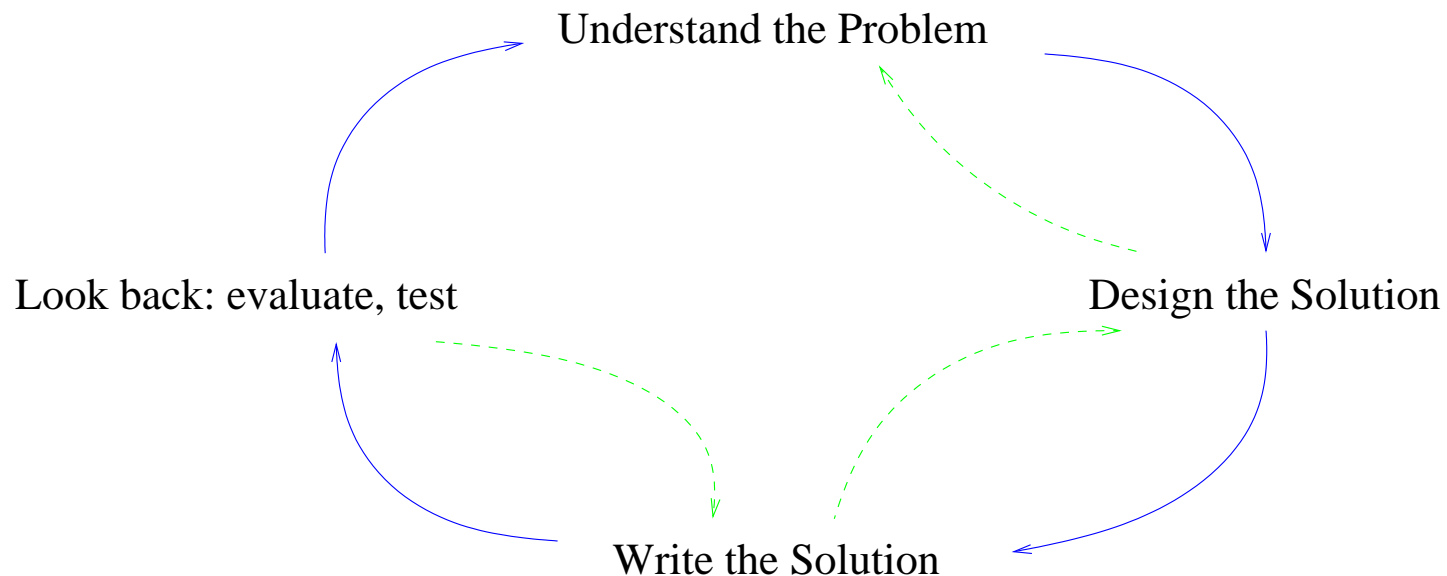 Understand the Problem
Look back: evaluate, test
Design the Solution
Write the Solution